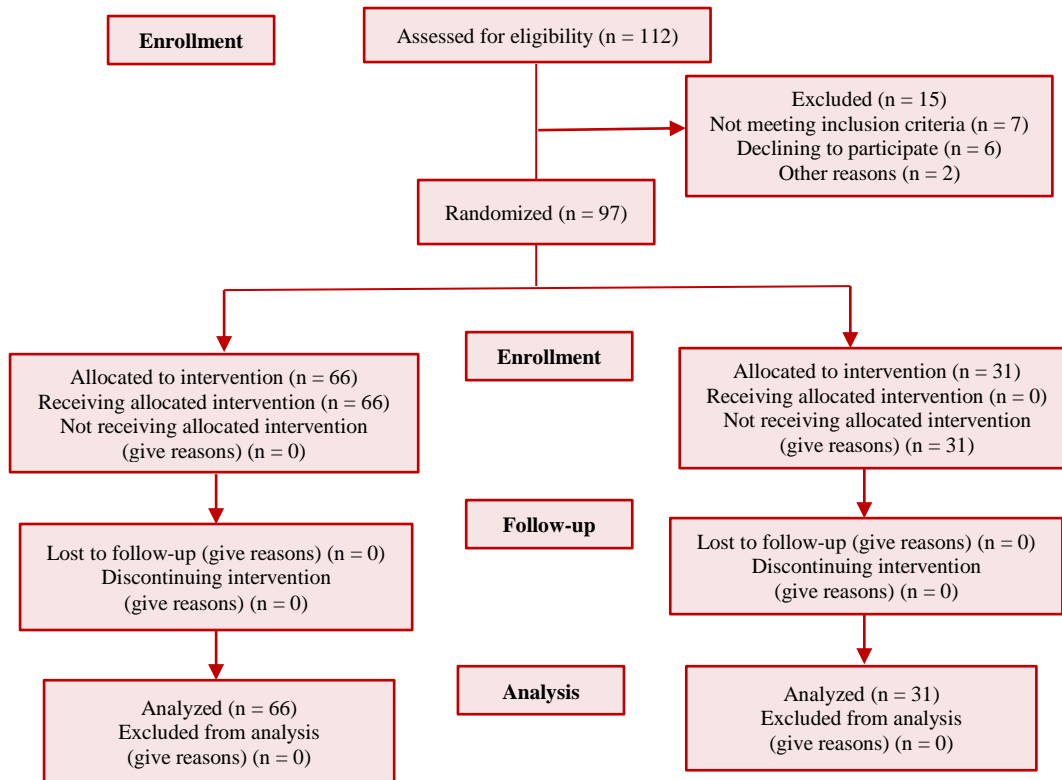 Enrollment
Assessed for eligibility (n = 112)
Excluded (n = 15)
Not meeting inclusion criteria (n = 7)
Declining to participate (n = 6)
Other reasons (n = 2)
Randomized (n = 97)
Enrollment
Allocated to intervention (n = 66)
Receiving allocated intervention (n = 66)
Not receiving allocated intervention
(give reasons) (n = 0)
Allocated to intervention (n = 31)
Receiving allocated intervention (n = 0)
Not receiving allocated intervention
(give reasons) (n = 31)
Follow-up
Lost to follow-up (give reasons) (n = 0)
Discontinuing intervention
(give reasons) (n = 0)
Lost to follow-up (give reasons) (n = 0)
Discontinuing intervention
(give reasons) (n = 0)
Analysis
Analyzed (n = 66)
Excluded from analysis
(give reasons) (n = 0)
Analyzed (n = 31)
Excluded from analysis
(give reasons) (n = 0)